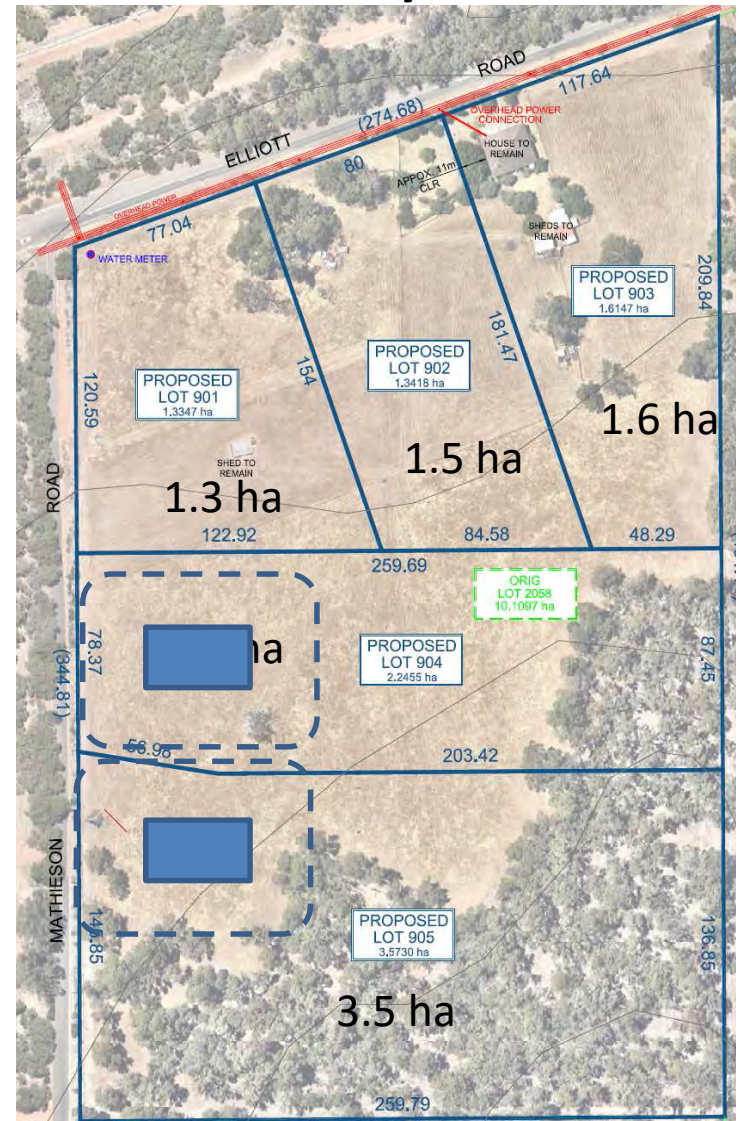 ELLIOTT ROAD
(274.68)
117.64
80
77.04
OVERHEAD POWER
CONNECTION
HOUSE TO
REMAIN
APPOX. 11m
CLR
OVERHEAD POWER
WATER METER
SHEDS TO
REMAIN
PROPOSED
LOT 903
1.6147 ha
209.84
181.47
PROPOSED
LOT 902
1.3418 ha
154
PROPOSED
LOT 901
1.3347 ha
120.59
1.6 ha
1.5 ha
SHED TO
REMAIN
1.3 ha
MATHIESON ROAD
122.92
84.58
48.29
259.69
ORIG
LOT 2058
10.1097 ha
78.37
(344.81)
ha
PROPOSED
LOT 904
2.2455 ha
87.45
56.98
203.42
PROPOSED
LOT 905
3.5730 ha
145.85
136.85
3.5 ha
259.79